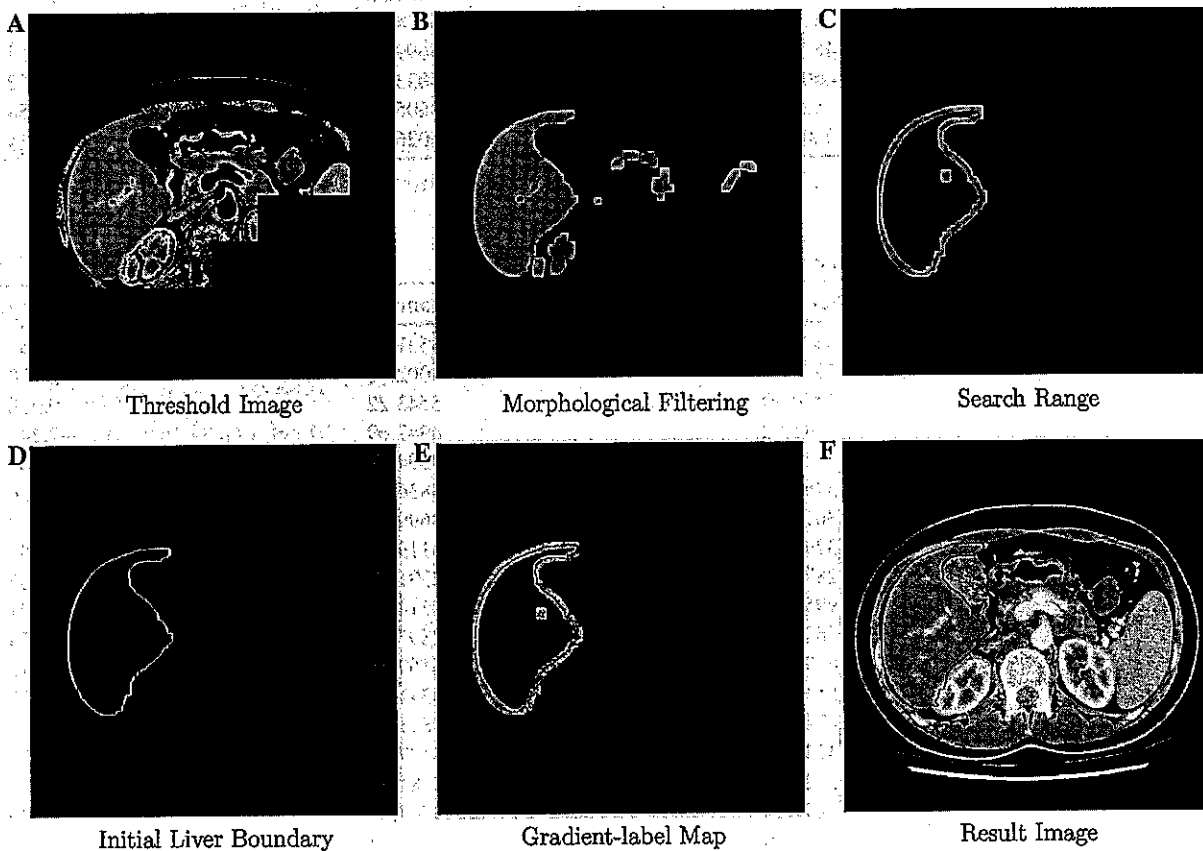 A
B
C
Threshold Image
Morphological Filtering
Search Range
D
E
F
Initial Liver Boundary
Gradient-label Map
Result Image